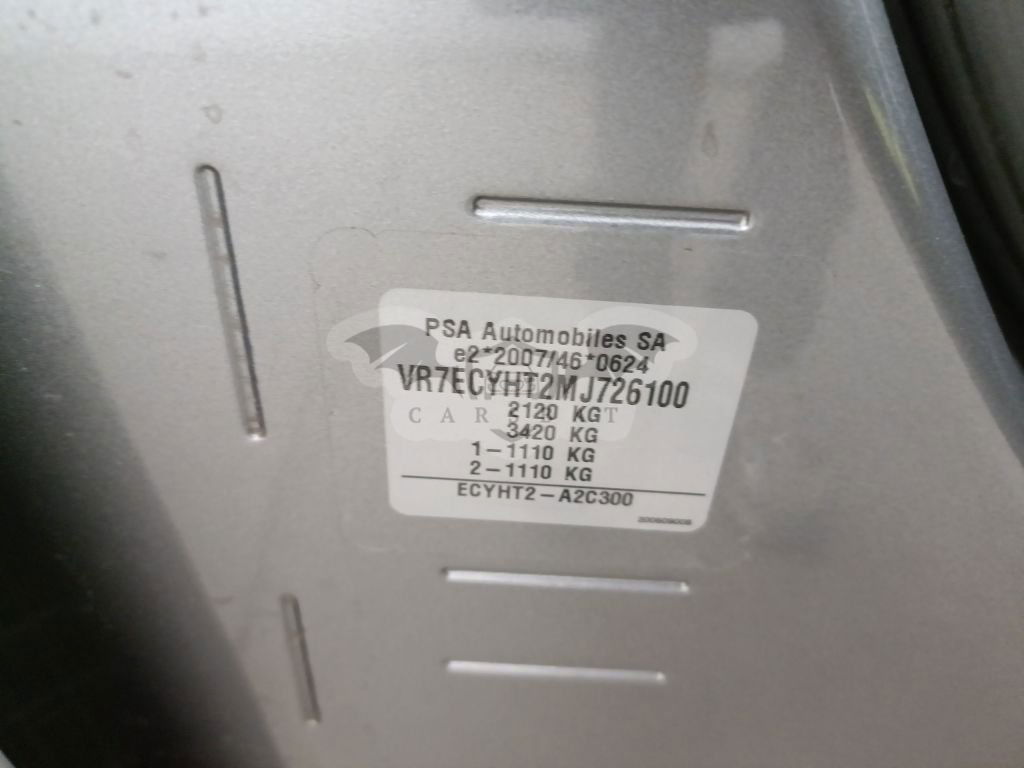 PSA Automobiles SA
e2*2007/46*0624
VR7ECYHT2MJ726100
2120 KG
3420 KG
1-1110 KG
2-1110 KG
ECYHT2-A2C300